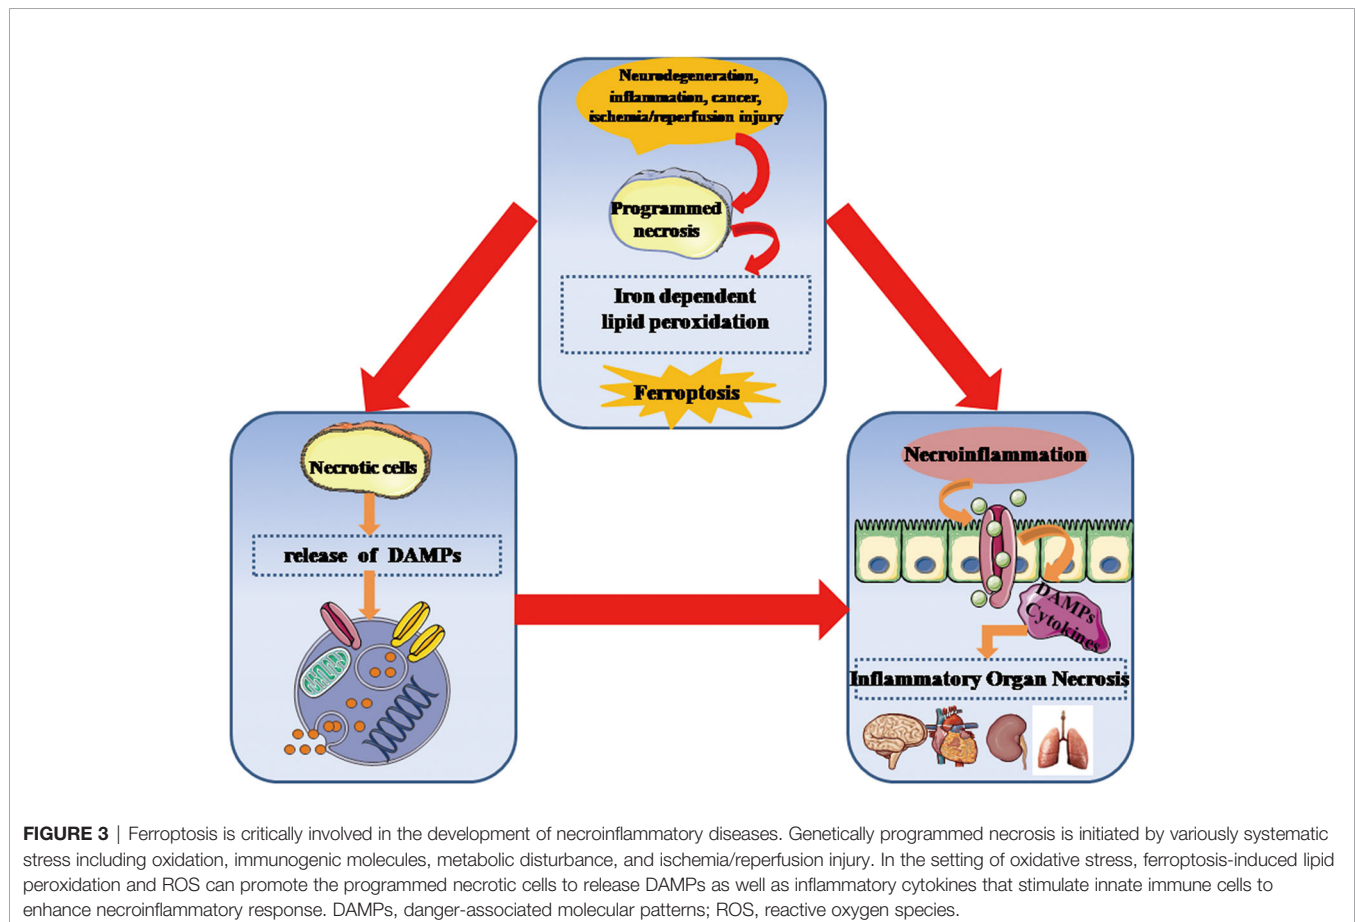 Neurodegeneration,
inflammation, cancer,
ischemia/reperfusion injury
Programmed
necrosis
Iron dependent
lipid peroxidation
Ferroptosis
Necrotic cells
release of DAMPs
Necroinflammation
DAMPs
Cytokines
Inflammatory Organ Necrosis
FIGURE 3 | Ferroptosis is critically involved in the development of necroinflammatory diseases. Genetically programmed necrosis is initiated by variously systematic
stress including oxidation, immunogenic molecules, metabolic disturbance, and ischemia/reperfusion injury. In the setting of oxidative stress, ferroptosis-induced lipid
peroxidation and ROS can promote the programmed necrotic cells to release DAMPs as well as inflammatory cytokines that stimulate innate immune cells to
enhance necroinflammatory response. DAMPs, danger-associated molecular patterns; ROS, reactive oxygen species.